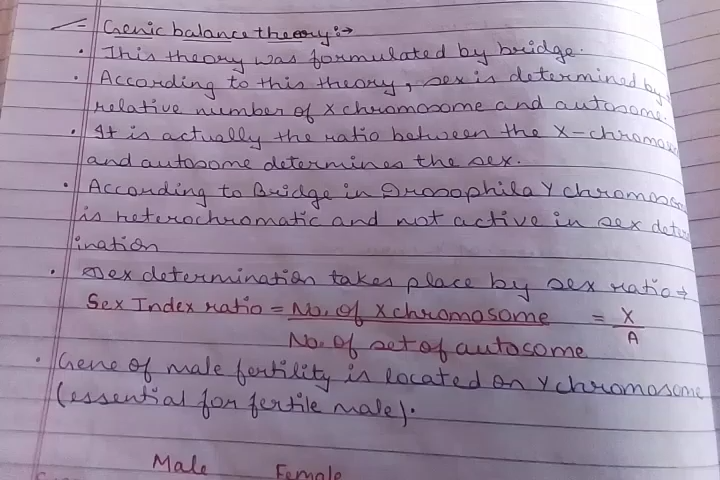 Genic balance theory:→
• This theory was formulated by bridge.
• According to this theory, sex is determined by
relative number of X chromosome and autosome.
• It is actually the ratio between the X-chromoso
and autosome determines the sex.
• According to Bridge in Drosophila Y chromoso
is heterochromatic and not active in sex deter
ination
• Sex determination takes place by sex ratio→
Sex Index ratio = No. of X chromosome / No. of set of autosome = X / A
• Gene of male fertility is located on Y chromosome
(essential for fertile male).
Male Female